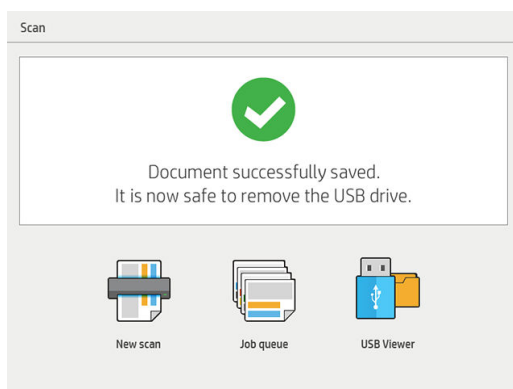 Scan
Document successfully saved.
It is now safe to remove the USB drive.
New scan
Job queue
USB Viewer